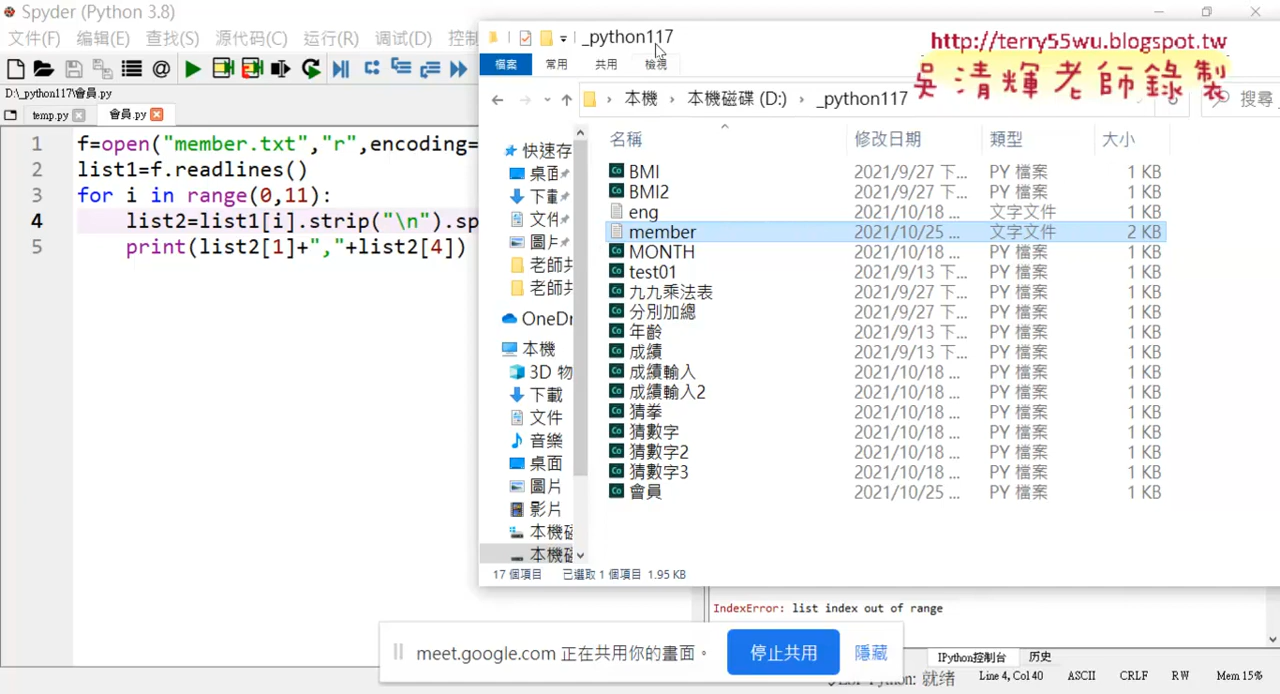 Spyder (Python 3.8)
文件(F) 编辑(E) 查找(S) 源代码(C) 运行(R) 调试(D) 控制
D:\_python117\會員.py
temp.py 會員.py
1 f=open("member.txt","r",encoding=
2 list1=f.readlines()
3 for i in range(0,11):
4 list2=list1[i].strip("\n").sp
5 print(list2[1]+","+list2[4])
_python117
檔案 常用 共用 檢視
本機 › 本機磁碟 (D:) › _python117
搜尋
http://terry55wu.blogspot.tw
吳清輝老師錄製
快速存
桌面
下載
文件
圖片
老師共
老師共
OneDr
本機
3D 物
下載
文件
音樂
桌面
圖片
影片
本機磁
本機磁
名稱 修改日期 類型 大小
BMI 2021/9/27 下... PY 檔案 1 KB
BMI2 2021/9/27 下... PY 檔案 1 KB
eng 2021/10/18 ... 文字文件 1 KB
member 2021/10/25 ... 文字文件 2 KB
MONTH 2021/10/18 ... PY 檔案 1 KB
test01 2021/9/13 下... PY 檔案 1 KB
九九乘法表 2021/9/27 下... PY 檔案 1 KB
分別加總 2021/9/27 下... PY 檔案 1 KB
年齡 2021/9/13 下... PY 檔案 1 KB
成績 2021/9/13 下... PY 檔案 1 KB
成績輸入 2021/10/18 ... PY 檔案 1 KB
成績輸入2 2021/10/18 ... PY 檔案 1 KB
猜拳 2021/10/18 ... PY 檔案 1 KB
猜數字 2021/10/18 ... PY 檔案 1 KB
猜數字2 2021/10/18 ... PY 檔案 1 KB
猜數字3 2021/10/18 ... PY 檔案 1 KB
會員 2021/10/25 ... PY 檔案 1 KB
17 個項目 已選取 1 個項目 1.95 KB
IndexError: list index out of range
meet.google.com 正在共用你的畫面。 停止共用 隱藏
IPython控制台 历史
Python: 就绪 Line 4, Col 40 ASCII CRLF RW Mem 15%